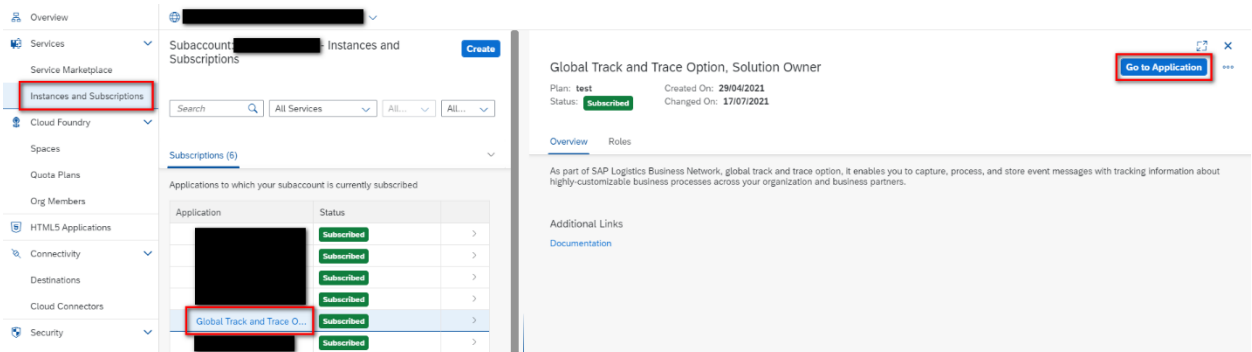 Overview
Services
Service Marketplace
Instances and Subscriptions
Cloud Foundry
Spaces
Quota Plans
Org Members
HTML5 Applications
Connectivity
Destinations
Cloud Connectors
Security
Subaccount: - Instances and
Subscriptions
Create
Search
All Services
All...
All...
Subscriptions (6)
Applications to which your subaccount is currently subscribed
Application Status
Subscribed
Subscribed
Subscribed
Subscribed
Global Track and Trace O... Subscribed
Subscribed
Global Track and Trace Option, Solution Owner
Go to Application
Plan: test Created On: 29/04/2021
Status: Subscribed Changed On: 17/07/2021
Overview Roles
As part of SAP Logistics Business Network, global track and trace option, it enables you to capture, process, and store event messages with tracking information about
highly-customizable business processes across your organization and business partners.
Additional Links
Documentation